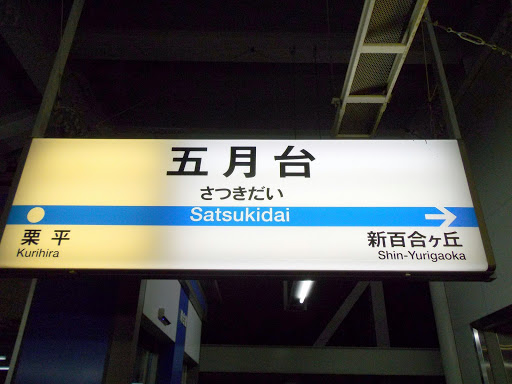 五月台
さつきだい
Satsukidai
栗平
Kurihira
新百合ヶ丘
Shin-Yurigaoka